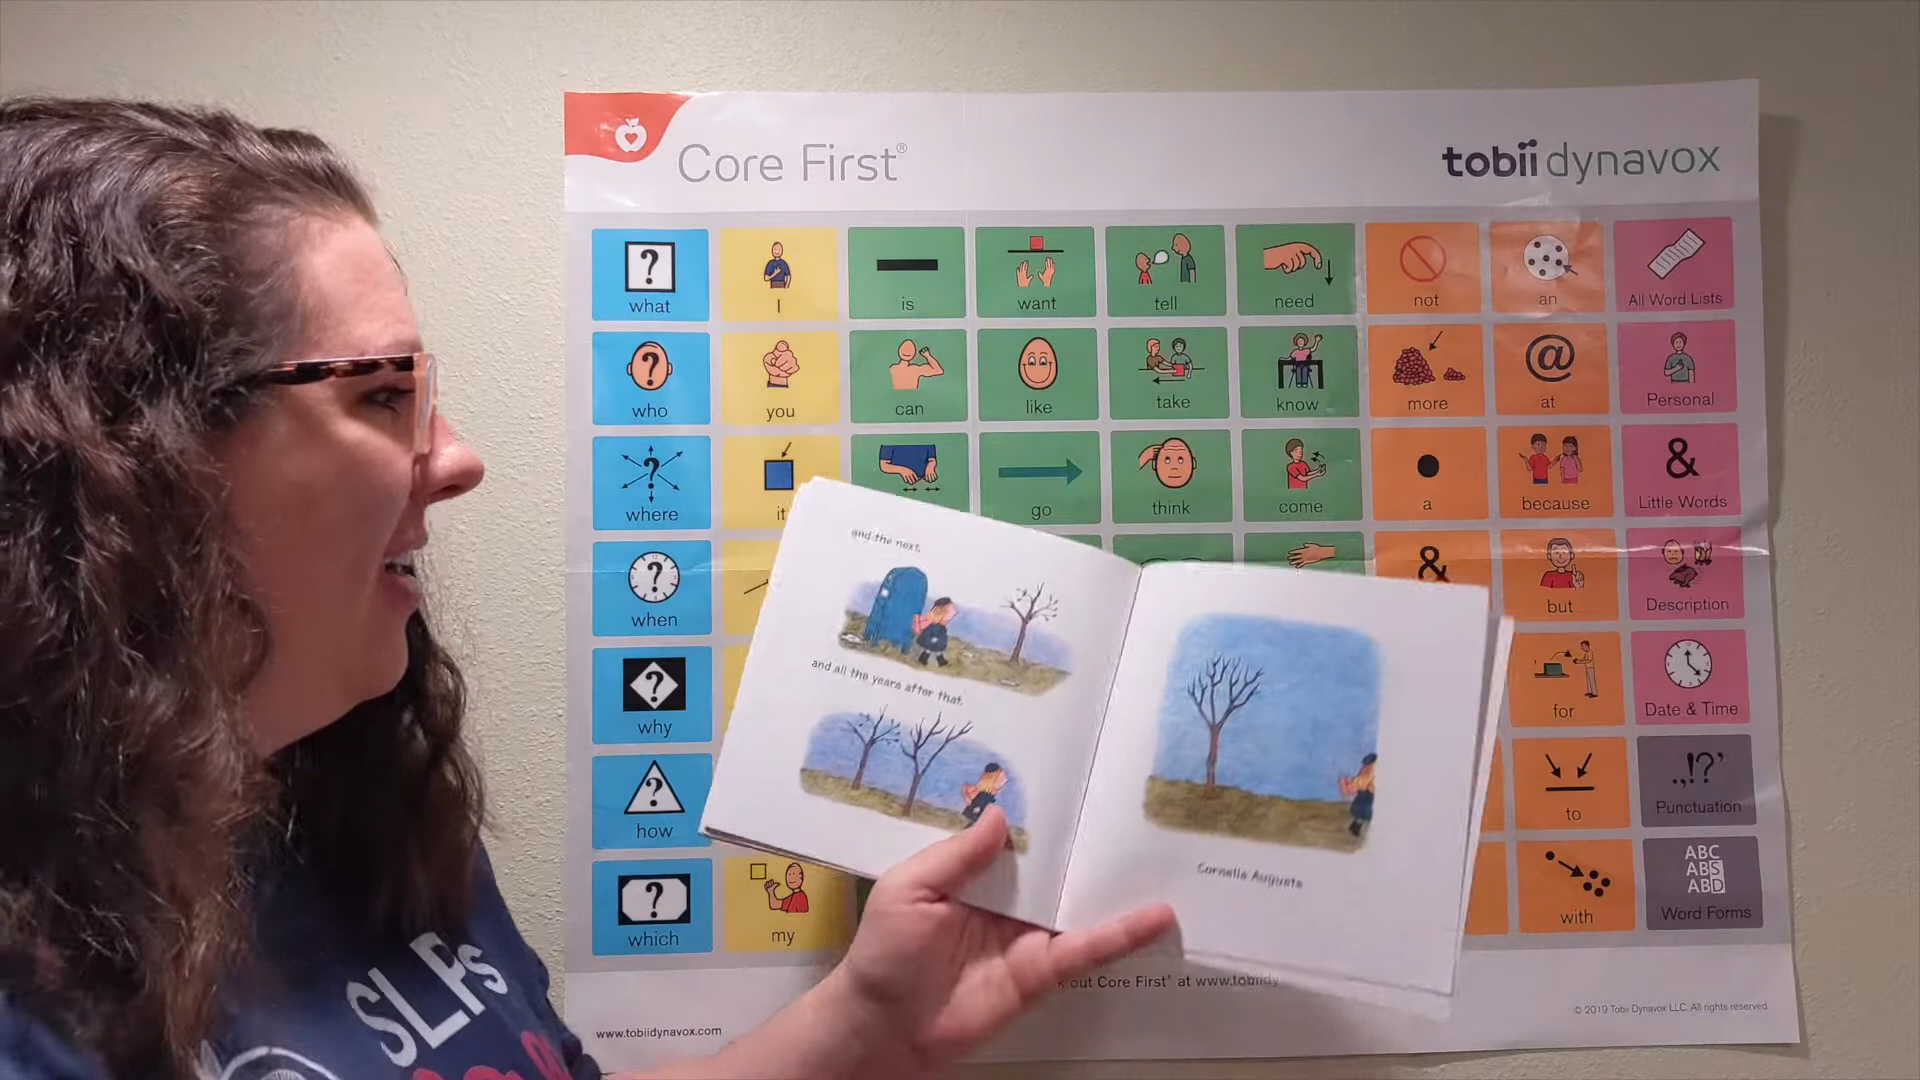 Core First®
tobii dynavox
what
I
is
want
tell
need
not
an
All Word Lists
who
you
can
like
take
know
more
@
at
Personal
where
it
go
think
come
a
because
&
Little Words
when
&
but
Description
why
for
Date & Time
how
to
.,!?'
Punctuation
which
my
with
ABC
ABS
ABD
Word Forms
out Core First® at www.tobiidy
www.tobiidynavox.com
© 2019 Tobii Dynavox LLC. All rights reserved.
and the next,
and all the years after that.
Cornelia Augusta
SLPs